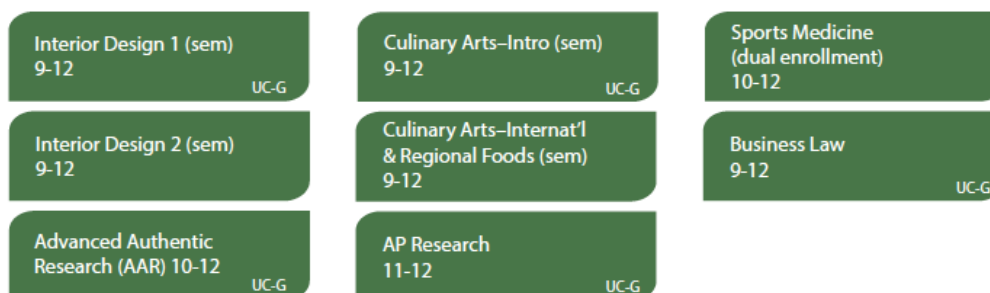 Interior Design 1 (sem)
9-12
UC-G
Culinary Arts–Intro (sem)
9-12
UC-G
Sports Medicine
(dual enrollment)
10-12
Interior Design 2 (sem)
9-12
Culinary Arts–Internat’l
& Regional Foods (sem)
9-12
Business Law
9-12
UC-G
Advanced Authentic
Research (AAR) 10-12
UC-G
AP Research
11-12
UC-G